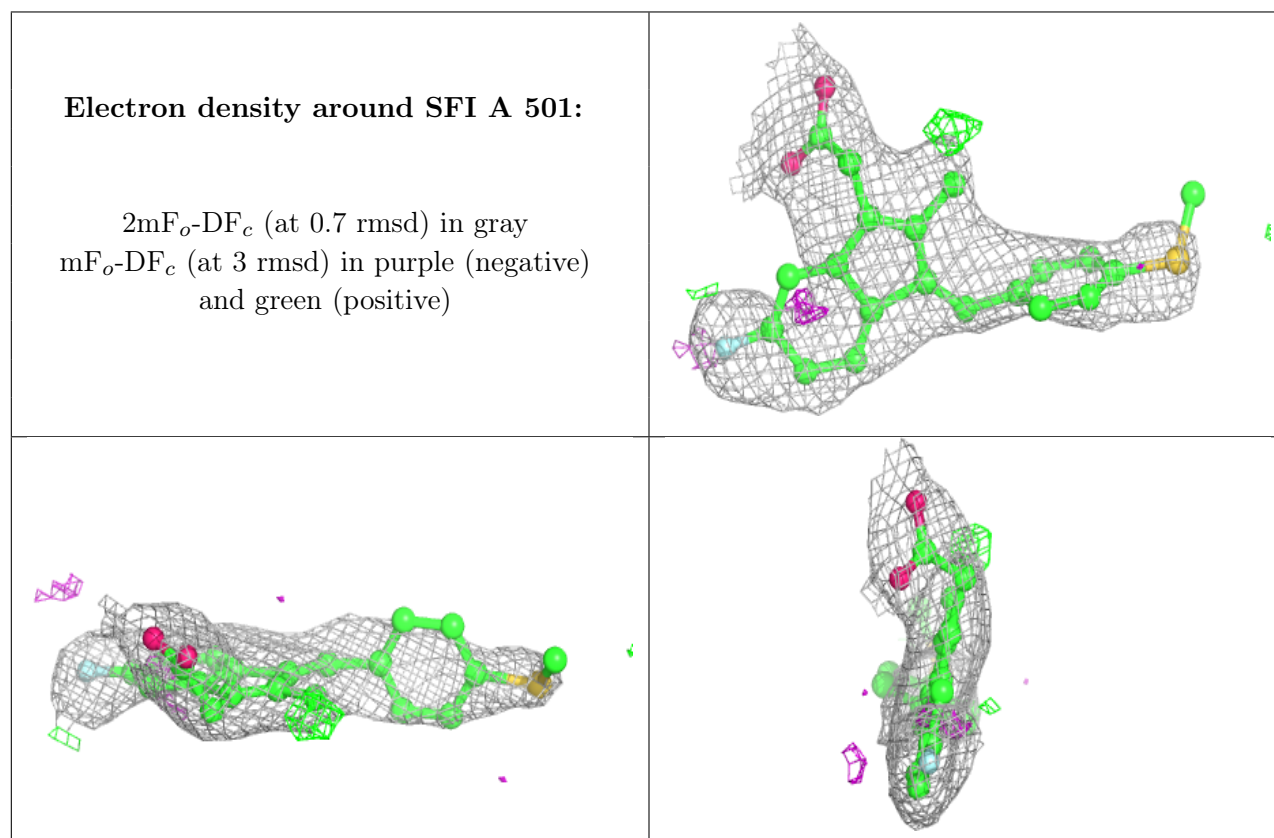 Electron density around SFI A 501:
2mFo-DFc (at 0.7 rmsd) in gray
mFo-DFc (at 3 rmsd) in purple (negative)
and green (positive)